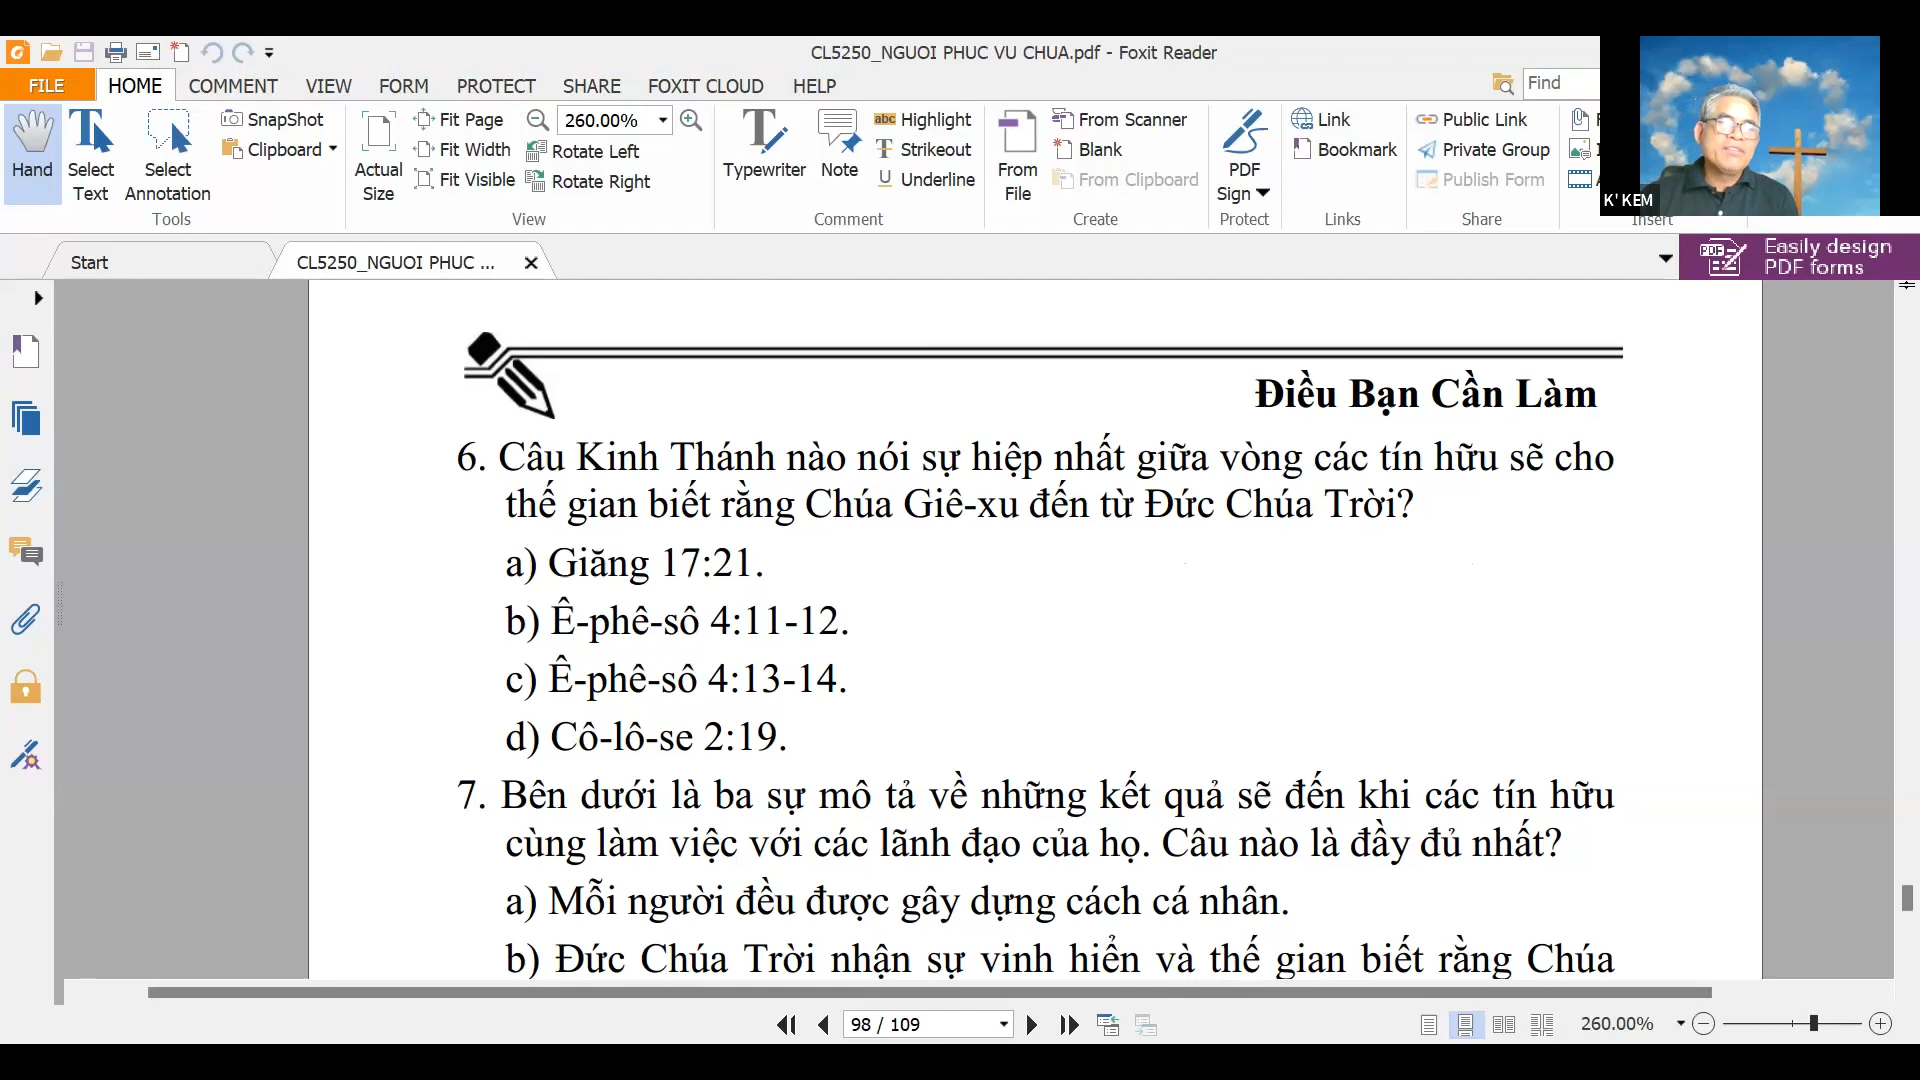 CL5250_NGUOI PHUC VU CHUA.pdf - Foxit Reader
FILE HOME COMMENT VIEW FORM PROTECT SHARE FOXIT CLOUD HELP
Find
Hand
Select Text
Select Annotation
SnapShot
Clipboard
Tools
Actual Size
Fit Page
Fit Width
Fit Visible
260.00%
Rotate Left
Rotate Right
View
Typewriter
Note
Highlight
Strikeout
Underline
Comment
From File
From Scanner
Blank
From Clipboard
Create
PDF Sign
Protect
Link
Bookmark
Links
Public Link
Private Group
Publish Form
Share
Insert
K' KEM
Start
CL5250_NGUOI PHUC ...
PDF
Easily design
PDF forms
Điều Bạn Cần Làm
6. Câu Kinh Thánh nào nói sự hiệp nhất giữa vòng các tín hữu sẽ cho
thế gian biết rằng Chúa Giê-xu đến từ Đức Chúa Trời?
a) Giăng 17:21.
b) Ê-phê-sô 4:11-12.
c) Ê-phê-sô 4:13-14.
d) Cô-lô-se 2:19.
7. Bên dưới là ba sự mô tả về những kết quả sẽ đến khi các tín hữu
cùng làm việc với các lãnh đạo của họ. Câu nào là đầy đủ nhất?
a) Mỗi người đều được gây dựng cách cá nhân.
b) Đức Chúa Trời nhận sự vinh hiển và thế gian biết rằng Chúa
98 / 109
260.00%